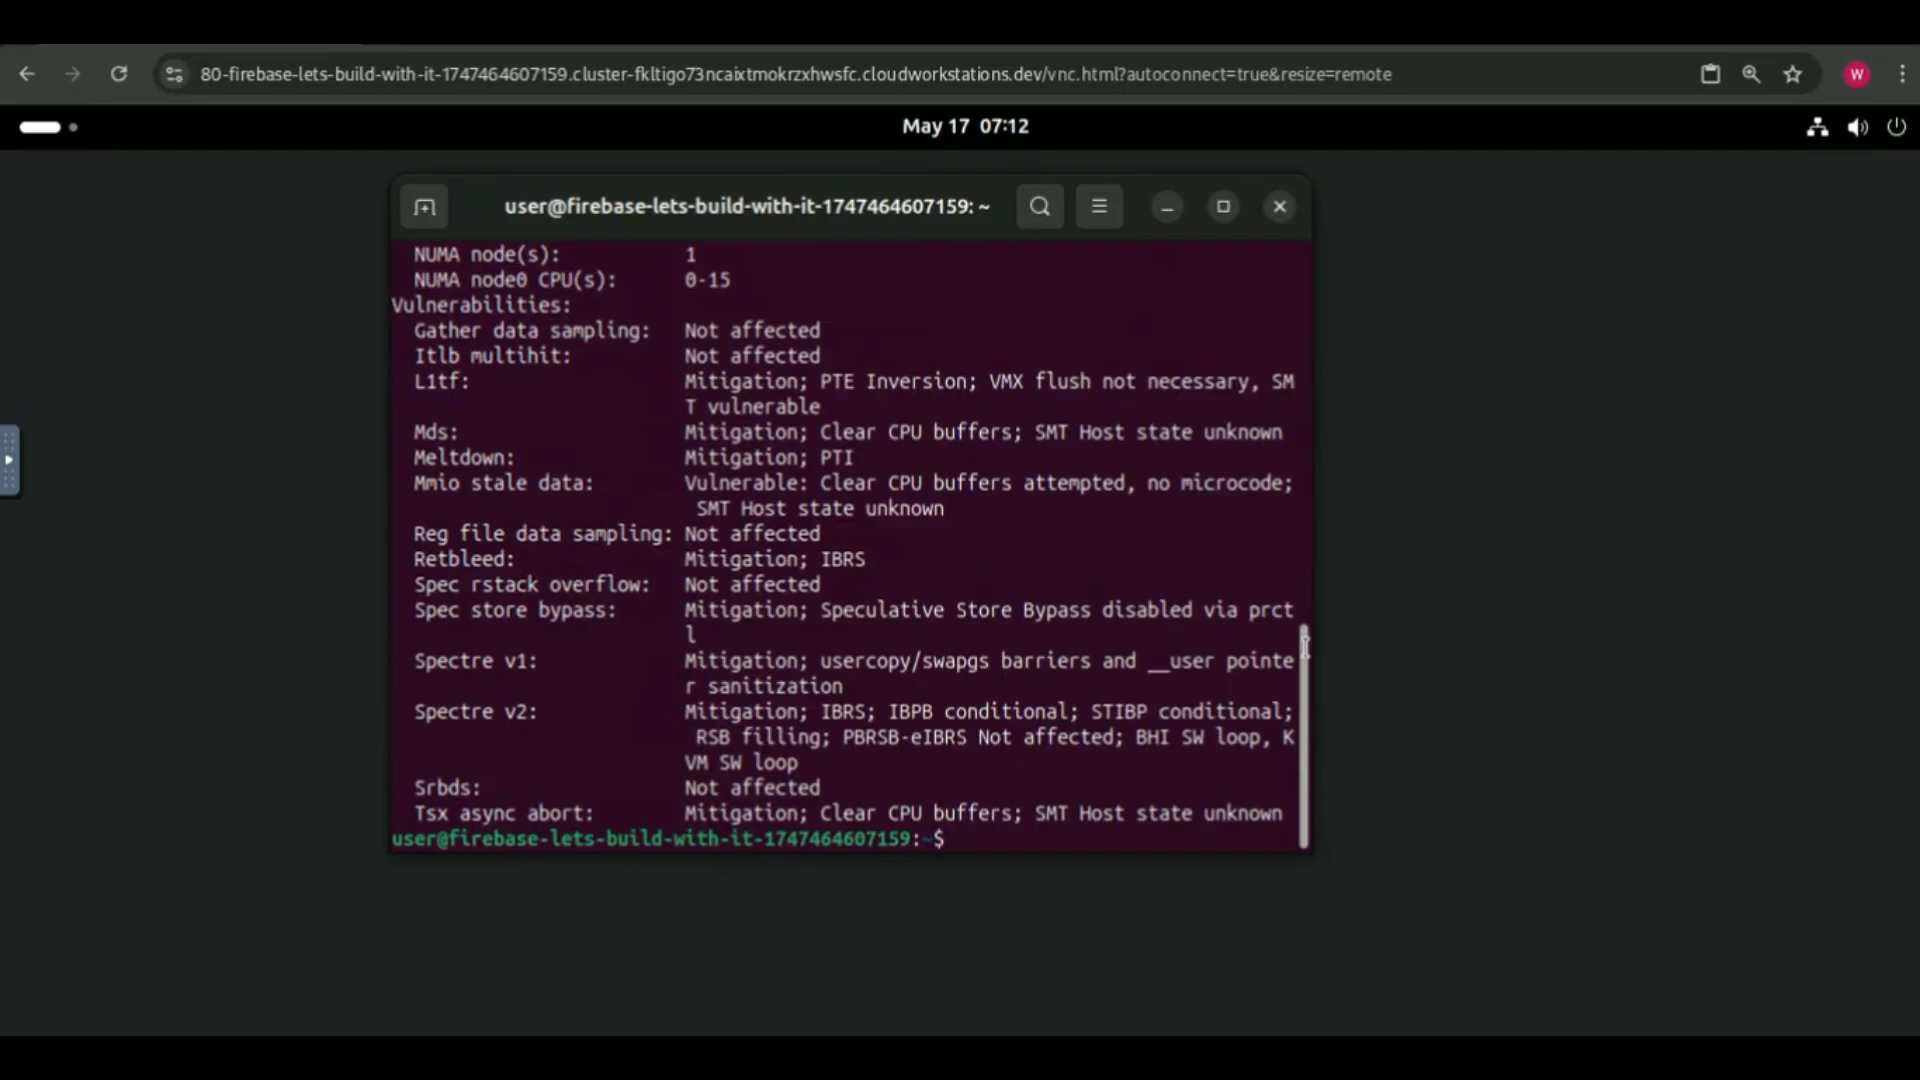 80-firebase-lets-build-with-it-1747464607159.cluster-fkltigo73ncaixtmokrzxhwsfc.cloudworkstations.dev/vnc.html?autoconnect=true&resize=remote
W
May 17 07:12
user@firebase-lets-build-with-it-1747464607159: ~
NUMA node(s): 1
NUMA node0 CPU(s): 0-15
Vulnerabilities:
Gather data sampling: Not affected
Itlb multihit: Not affected
L1tf: Mitigation; PTE Inversion; VMX flush not necessary, SM
T vulnerable
Mds: Mitigation; Clear CPU buffers; SMT Host state unknown
Meltdown: Mitigation; PTI
Mmio stale data: Vulnerable: Clear CPU buffers attempted, no microcode;
SMT Host state unknown
Reg file data sampling: Not affected
Retbleed: Mitigation; IBRS
Spec rstack overflow: Not affected
Spec store bypass: Mitigation; Speculative Store Bypass disabled via prct
l
Spectre v1: Mitigation; usercopy/swapgs barriers and __user pointe
r sanitization
Spectre v2: Mitigation; IBRS; IBPB conditional; STIBP conditional;
RSB filling; PBRSB-eIBRS Not affected; BHI SW loop, K
VM SW loop
Srbds: Not affected
Tsx async abort: Mitigation; Clear CPU buffers; SMT Host state unknown
user@firebase-lets-build-with-it-1747464607159:~$